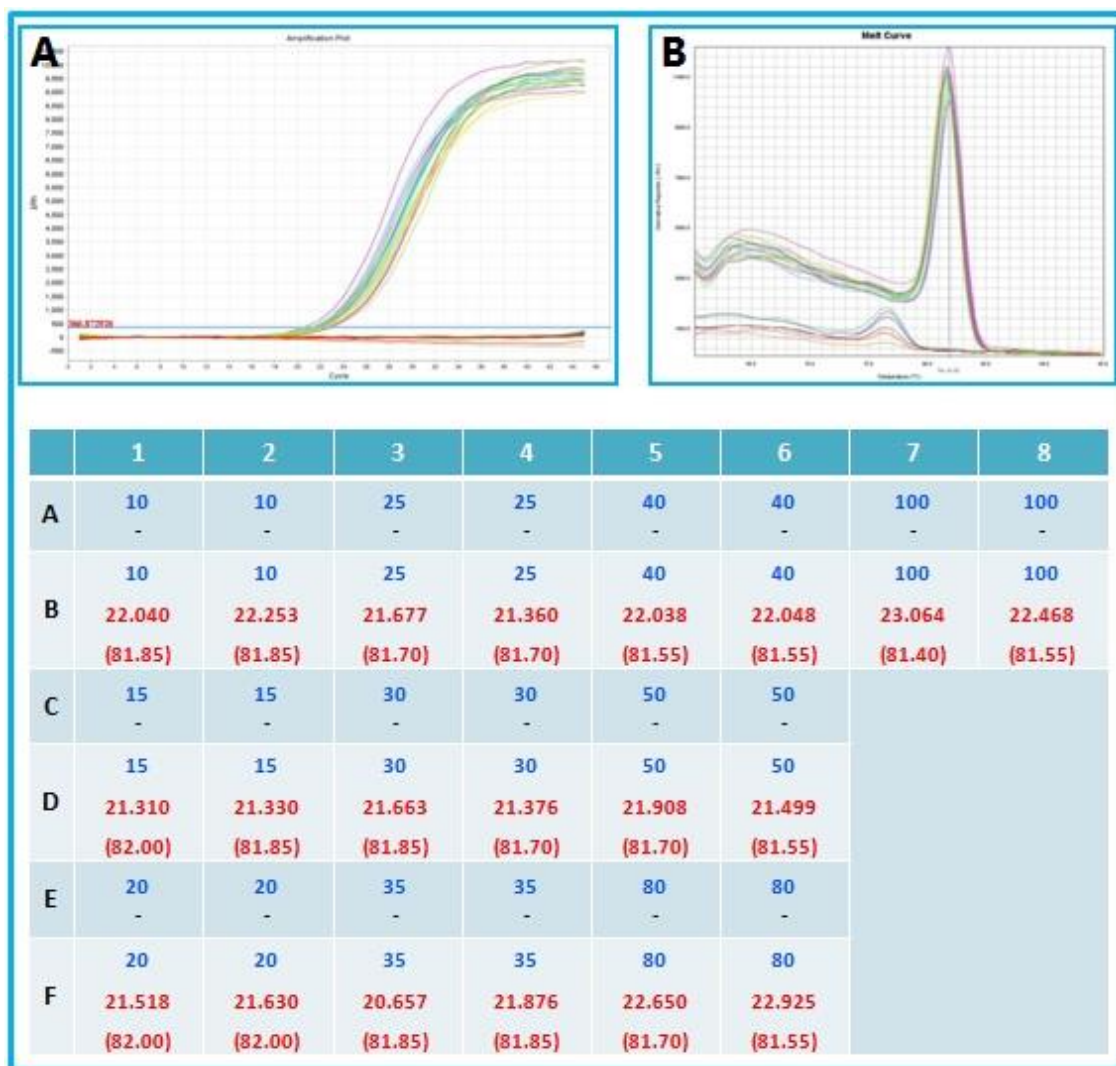 A
Amplification Plot
ΔRn
Cycle
B
Melt Curve
Temperature (°C)
1 2 3 4 5 6 7 8
A
10 10 25 25 40 40 100 100
- - - - - - - -
B
10 10 25 25 40 40 100 100
22.040 22.253 21.677 21.360 22.038 22.048 23.064 22.468
(81.85) (81.85) (81.70) (81.70) (81.55) (81.55) (81.40) (81.55)
C
15 15 30 30 50 50
- - - - - -
D
15 15 30 30 50 50
21.310 21.330 21.663 21.376 21.908 21.499
(82.00) (81.85) (81.85) (81.70) (81.70) (81.55)
E
20 20 35 35 80 80
- - - - - -
F
20 20 35 35 80 80
21.518 21.630 20.657 21.876 22.650 22.925
(82.00) (82.00) (81.85) (81.85) (81.70) (81.55)